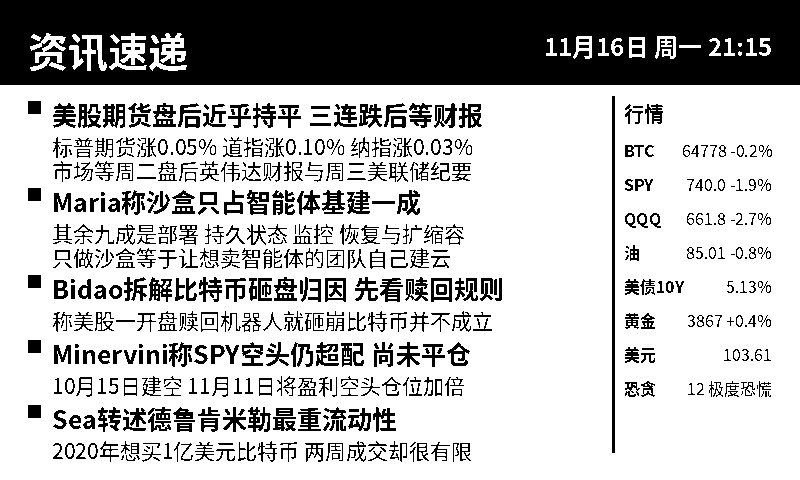 资讯速递
11月16日 周一 21:15
美股期货盘后近乎持平 三连跌后等财报
标普期货涨0.05% 道指涨0.10% 纳指涨0.03%
市场等周二盘后英伟达财报与周三美联储纪要
Maria称沙盒只占智能体基建一成
其余九成是部署 持久状态 监控 恢复与扩缩容
只做沙盒等于让想卖智能体的团队自己建云
Bidao拆解比特币砸盘归因 先看赎回规则
称美股一开盘赎回机器人就砸崩比特币并不成立
Minervini称SPY空头仍超配 尚未平仓
10月15日建空 11月11日将盈利空头仓位加倍
Sea转述德鲁肯米勒最重流动性
2020年想买1亿美元比特币 两周成交却很有限
行情
BTC 64778 -0.2%
SPY 740.0 -1.9%
QQQ 661.8 -2.7%
油 85.01 -0.8%
美债10Y 5.13%
黄金 3867 +0.4%
美元 103.61
恐贪 12 极度恐慌